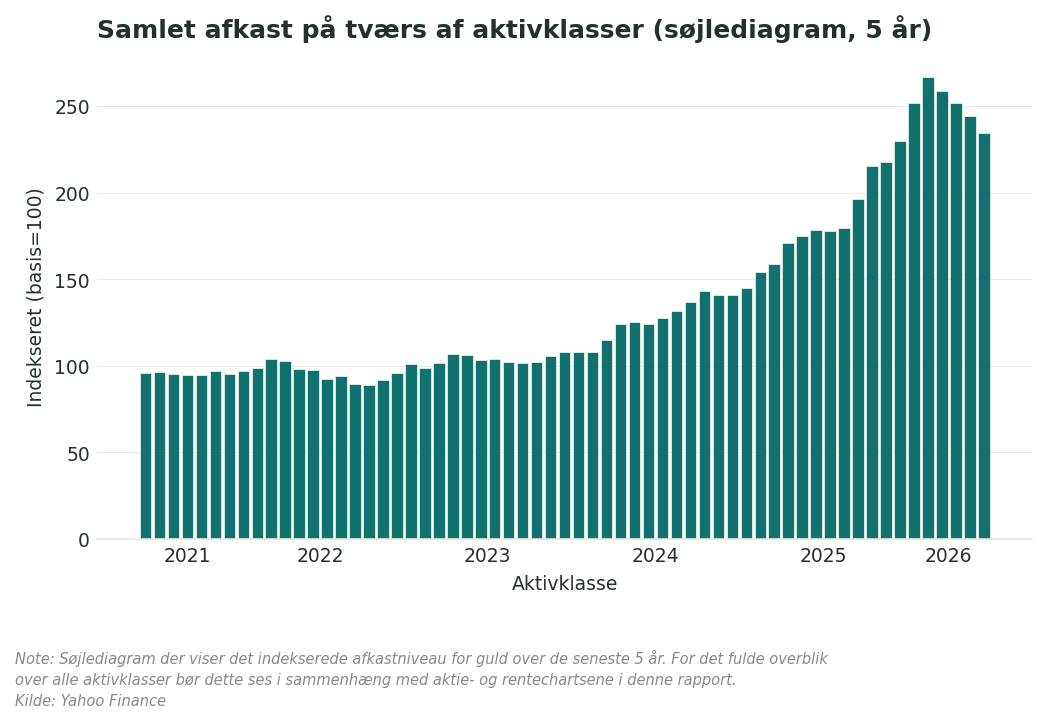 Samlet afkast på tværs af aktivklasser (søjlediagram, 5 år)
Indekseret (basis=100)
250
200
150
100
50
0
2021 2022 2023 2024 2025 2026
Aktivklasse
Note: Søjlediagram der viser det indekserede afkastniveau for guld over de seneste 5 år. For det fulde overblik
over alle aktivklasser bør dette ses i sammenhæng med aktie- og rentechartsene i denne rapport.
Kilde: Yahoo Finance